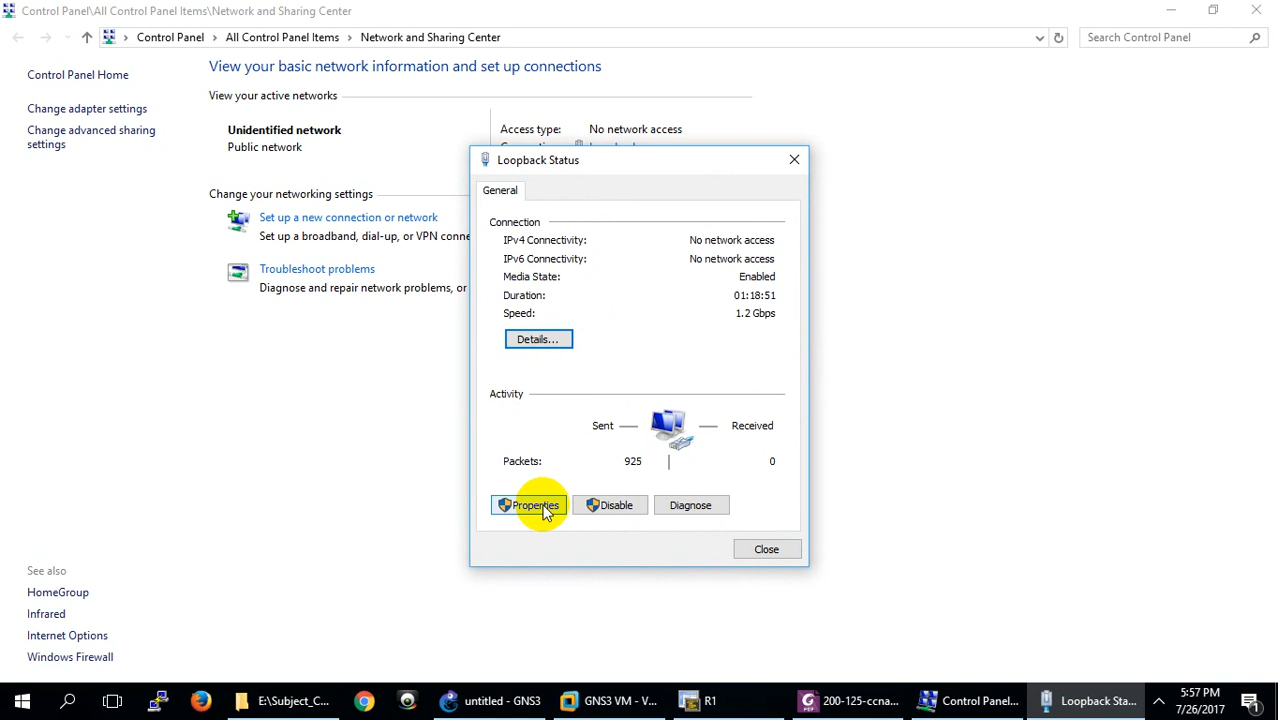 Control Panel\All Control Panel Items\Network and Sharing Center
Control Panel
All Control Panel Items
Network and Sharing Center
Search Control Panel
Control Panel Home
Change adapter settings
Change advanced sharing
settings
View your basic network information and set up connections
View your active networks
Unidentified network
Public network
Access type: No network access
Change your networking settings
Set up a new connection or network
Set up a broadband, dial-up, or VPN conne
Troubleshoot problems
Diagnose and repair network problems, or
Loopback Status
General
Connection
IPv4 Connectivity: No network access
IPv6 Connectivity: No network access
Media State: Enabled
Duration: 01:18:51
Speed: 1.2 Gbps
Details...
Activity
Sent Received
Packets: 925 0
Properties Disable Diagnose
Close
See also
HomeGroup
Infrared
Internet Options
Windows Firewall
E:\Subject_C...
untitled - GNS3
GNS3 VM - V...
R1
200-125-ccna...
Control Panel...
Loopback Sta...
5:57 PM
7/26/2017
1